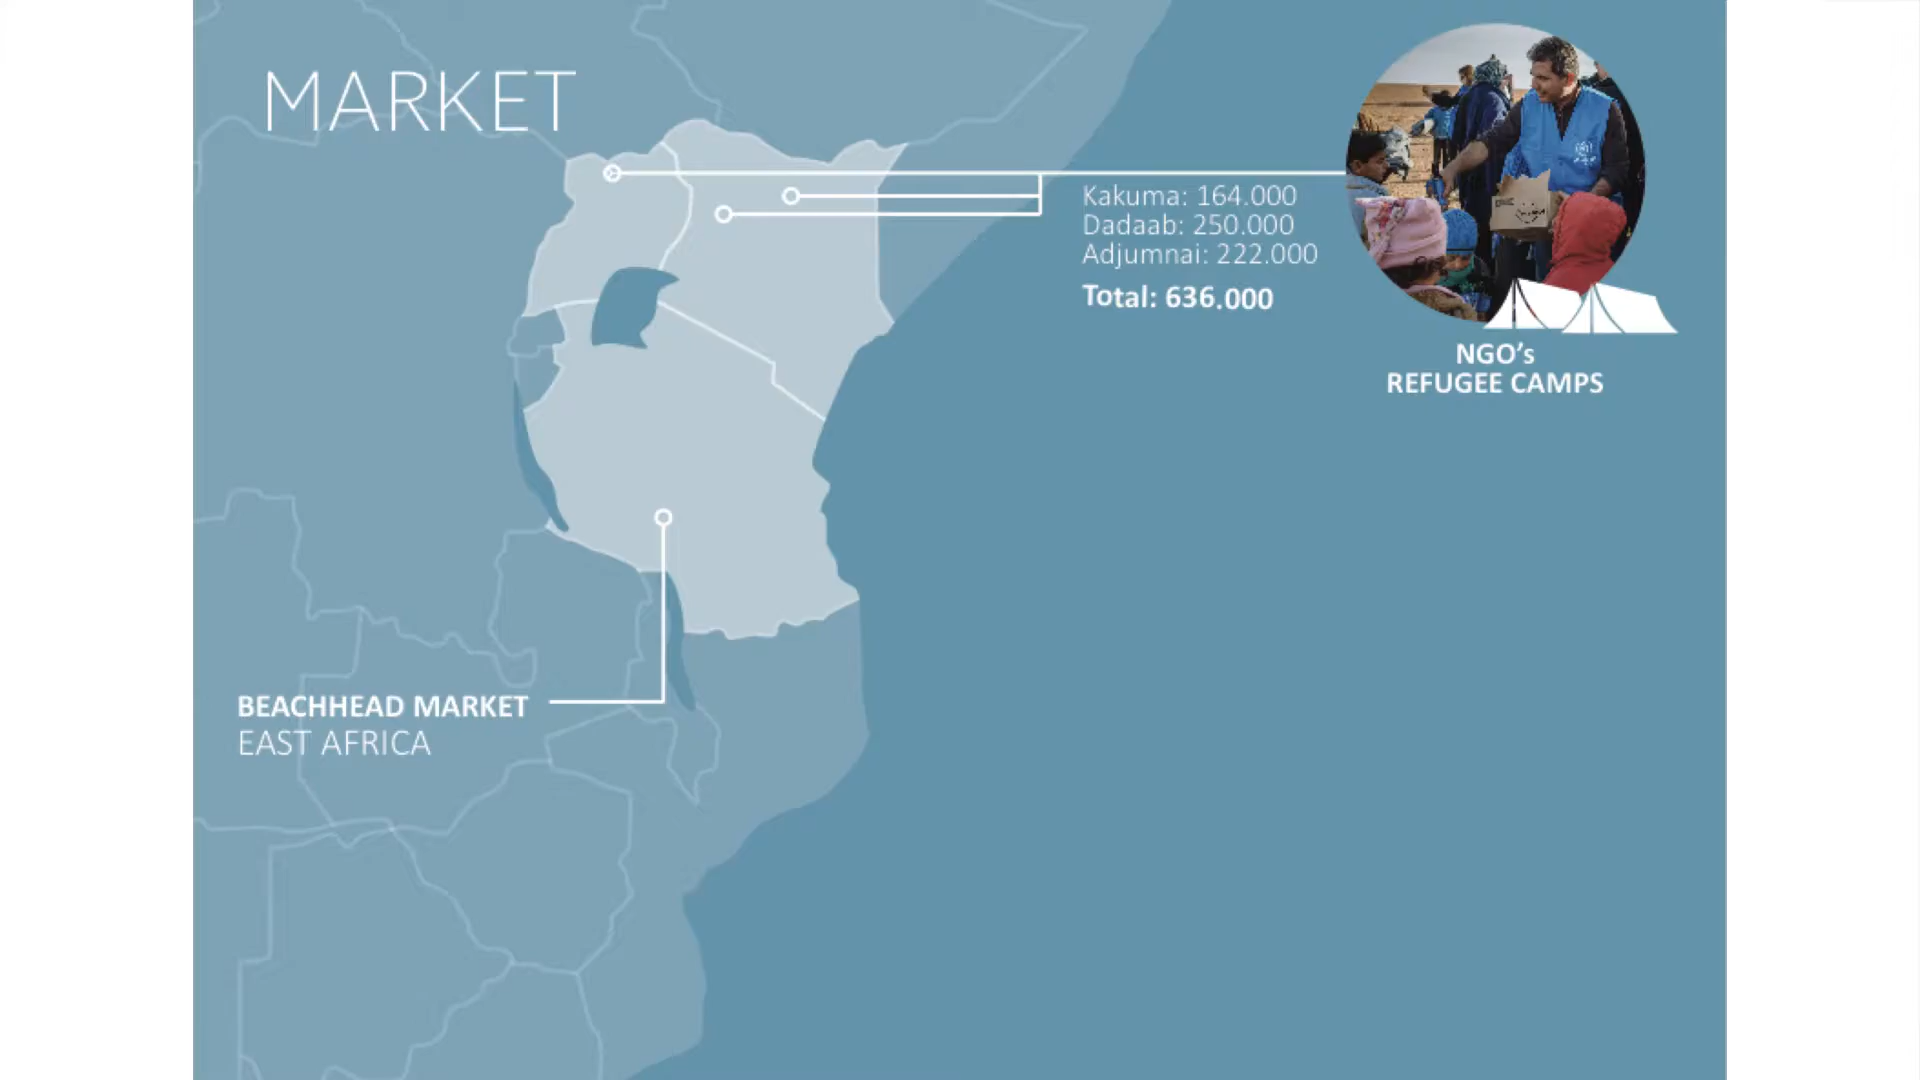 MARKET
Kakuma: 164.000
Dadaab: 250.000
Adjumnai: 222.000
Total: 636.000
NGO’s
REFUGEE CAMPS
BEACHHEAD MARKET
EAST AFRICA